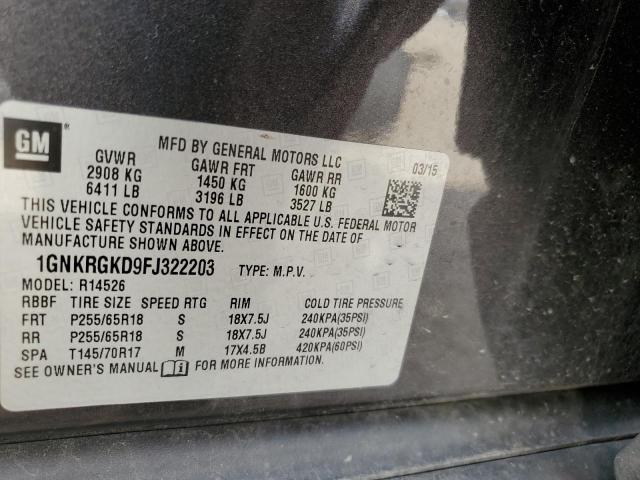 GM
MFD BY GENERAL MOTORS LLC
GVWR GAWR FRT GAWR RR 03/15
2908 KG 1450 KG 1600 KG
6411 LB 3196 LB 3527 LB
THIS VEHICLE CONFORMS TO ALL APPLICABLE U.S. FEDERAL MOTOR
VEHICLE SAFETY STANDARDS IN EFFECT ON THE DATE OF
MANUFACTURE SHOWN ABOVE.
1GNKRGKD9FJ322203 TYPE: M.P.V.
MODEL: R14526
RBBF TIRE SIZE SPEED RTG RIM COLD TIRE PRESSURE
FRT P255/65R18 S 18X7.5J 240KPA(35PSI)
RR P255/65R18 S 18X7.5J 240KPA(35PSI)
SPA T145/70R17 M 17X4.5B 420KPA(60PSI)
SEE OWNER'S MANUAL FOR MORE INFORMATION.